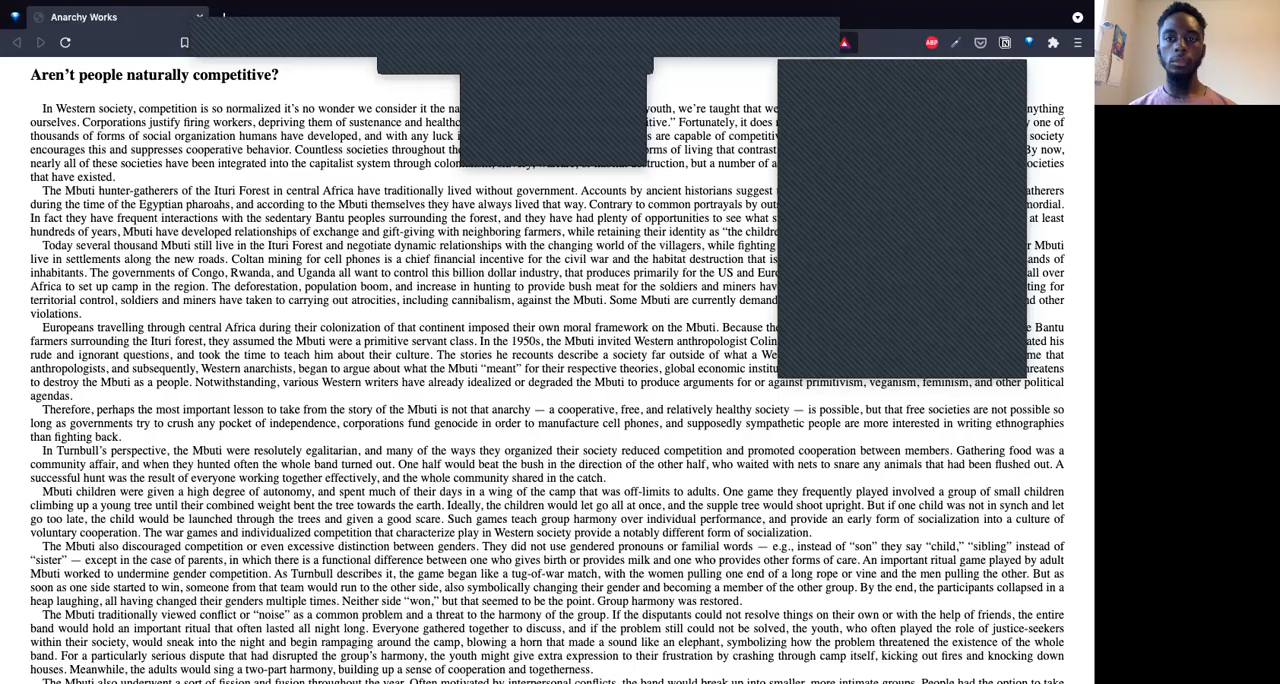 Anarchy Works
ABP
Aren’t people naturally competitive?
In Western society, competition is so normalized it’s no wonder we consider it the na youth, we’re taught that we nything
ourselves. Corporations justify firing workers, depriving them of sustenance and healthc itive.” Fortunately, it does y one of
thousands of forms of social organization humans have developed, and with any luck i s are capable of competitiv society
encourages this and suppresses cooperative behavior. Countless societies throughout the orms of living that contrast By now,
nearly all of these societies have been integrated into the capitalist system through struction, but a number of a ocieties
that have existed.
The Mbuti hunter-gatherers of the Ituri Forest in central Africa have traditionally lived without government. Accounts by ancient historians suggest atherers
during the time of the Egyptian pharoahs, and according to the Mbuti themselves they have always lived that way. Contrary to common portrayals by out mordial.
In fact they have frequent interactions with the sedentary Bantu peoples surrounding the forest, and they have had plenty of opportunities to see what s at least
hundreds of years, Mbuti have developed relationships of exchange and gift-giving with neighboring farmers, while retaining their identity as “the childre
Today several thousand Mbuti still live in the Ituri Forest and negotiate dynamic relationships with the changing world of the villagers, while fighting r Mbuti
live in settlements along the new roads. Coltan mining for cell phones is a chief financial incentive for the civil war and the habitat destruction that is ands of
inhabitants. The governments of Congo, Rwanda, and Uganda all want to control this billion dollar industry, that produces primarily for the US and Euro all over
Africa to set up camp in the region. The deforestation, population boom, and increase in hunting to provide bush meat for the soldiers and miners hav ting for
territorial control, soldiers and miners have taken to carrying out atrocities, including cannibalism, against the Mbuti. Some Mbuti are currently demand nd other
violations.
Europeans travelling through central Africa during their colonization of that continent imposed their own moral framework on the Mbuti. Because the e Bantu
farmers surrounding the Ituri forest, they assumed the Mbuti were a primitive servant class. In the 1950s, the Mbuti invited Western anthropologist Colin ated his
rude and ignorant questions, and took the time to teach him about their culture. The stories he recounts describe a society far outside of what a We me that
anthropologists, and subsequently, Western anarchists, began to argue about what the Mbuti “meant” for their respective theories, global economic institu hreatens
to destroy the Mbuti as a people. Notwithstanding, various Western writers have already idealized or degraded the Mbuti to produce arguments for or against primitivism, veganism, feminism, and other political
agendas.
Therefore, perhaps the most important lesson to take from the story of the Mbuti is not that anarchy — a cooperative, free, and relatively healthy society — is possible, but that free societies are not possible so
long as governments try to crush any pocket of independence, corporations fund genocide in order to manufacture cell phones, and supposedly sympathetic people are more interested in writing ethnographies
than fighting back.
In Turnbull’s perspective, the Mbuti were resolutely egalitarian, and many of the ways they organized their society reduced competition and promoted cooperation between members. Gathering food was a
community affair, and when they hunted often the whole band turned out. One half would beat the bush in the direction of the other half, who waited with nets to snare any animals that had been flushed out. A
successful hunt was the result of everyone working together effectively, and the whole community shared in the catch.
Mbuti children were given a high degree of autonomy, and spent much of their days in a wing of the camp that was off-limits to adults. One game they frequently played involved a group of small children
climbing up a young tree until their combined weight bent the tree towards the earth. Ideally, the children would let go all at once, and the supple tree would shoot upright. But if one child was not in synch and let
go too late, the child would be launched through the trees and given a good scare. Such games teach group harmony over individual performance, and provide an early form of socialization into a culture of
voluntary cooperation. The war games and individualized competition that characterize play in Western society provide a notably different form of socialization.
The Mbuti also discouraged competition or even excessive distinction between genders. They did not use gendered pronouns or familial words — e.g., instead of “son” they say “child,” “sibling” instead of
“sister” — except in the case of parents, in which there is a functional difference between one who gives birth or provides milk and one who provides other forms of care. An important ritual game played by adult
Mbuti worked to undermine gender competition. As Turnbull describes it, the game began like a tug-of-war match, with the women pulling one end of a long rope or vine and the men pulling the other. But as
soon as one side started to win, someone from that team would run to the other side, also symbolically changing their gender and becoming a member of the other group. By the end, the participants collapsed in a
heap laughing, all having changed their genders multiple times. Neither side “won,” but that seemed to be the point. Group harmony was restored.
The Mbuti traditionally viewed conflict or “noise” as a common problem and a threat to the harmony of the group. If the disputants could not resolve things on their own or with the help of friends, the entire
band would hold an important ritual that often lasted all night long. Everyone gathered together to discuss, and if the problem still could not be solved, the youth, who often played the role of justice-seekers
within their society, would sneak into the night and begin rampaging around the camp, blowing a horn that made a sound like an elephant, symbolizing how the problem threatened the existence of the whole
band. For a particularly serious dispute that had disrupted the group’s harmony, the youth might give extra expression to their frustration by crashing through camp itself, kicking out fires and knocking down
houses. Meanwhile, the adults would sing a two-part harmony, building up a sense of cooperation and togetherness.
The Mbuti also underwent a sort of fission and fusion throughout the year. Often motivated by interpersonal conflicts, the band would break up into smaller, more intimate groups. People had the option to take